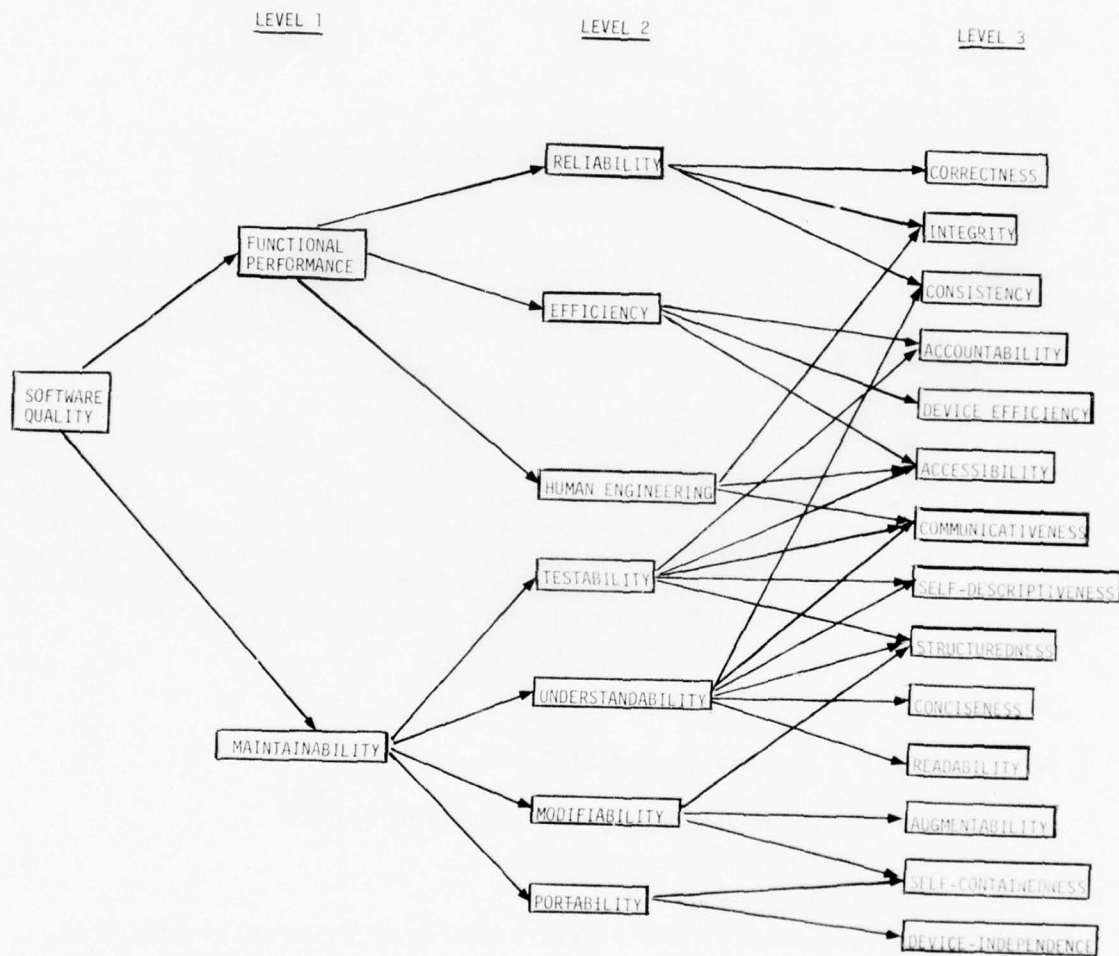 LEVEL 1
LEVEL 2
LEVEL 3
RELIABILITY
CORRECTNESS
INTEGRITY
FUNCTIONAL
PERFORMANCE
CONSISTENCY
EFFICIENCY
ACCOUNTABILITY
SOFTWARE
QUALITY
DEVICE EFFICIENCY
ACCESSIBILITY
HUMAN ENGINEERING
COMMUNICATIVENESS
TESTABILITY
SELF-DESCRIPTIVENESS
STRUCTUREDNESS
UNDERSTANDABILITY
CONCISENESS
MAINTAINABILITY
READABILITY
MODIFIABILITY
AUGMENTABILITY
SELF-CONTAINEDNESS
PORTABILITY
DEVICE-INDEPENDENCE